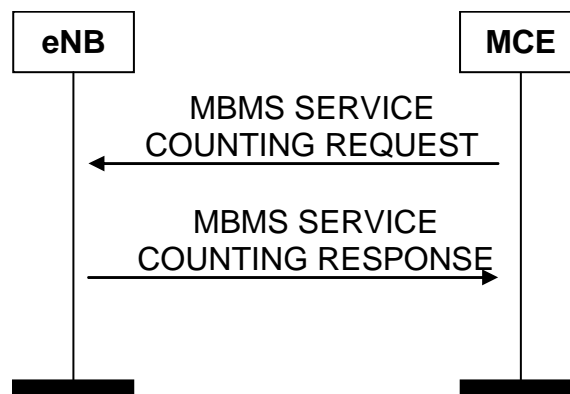 eNB
MCE
MBMS SERVICE
COUNTING REQUEST
MBMS SERVICE
COUNTING RESPONSE